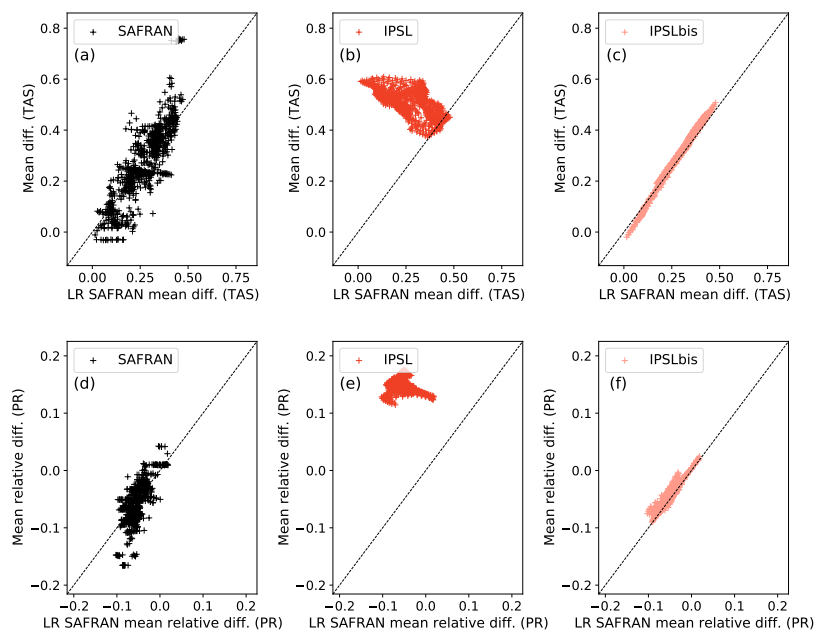 SAFRAN
(a)
0.8
0.6
0.4
0.2
0.0
Mean diff. (TAS)
0.00 0.25 0.50 0.75
LR SAFRAN mean diff. (TAS)
IPSL
(b)
0.8
0.6
0.4
0.2
0.0
Mean diff. (TAS)
0.00 0.25 0.50 0.75
LR SAFRAN mean diff. (TAS)
IPSLbis
(c)
0.8
0.6
0.4
0.2
0.0
Mean diff. (TAS)
0.00 0.25 0.50 0.75
LR SAFRAN mean diff. (TAS)
SAFRAN
(d)
0.2
0.1
0.0
−0.1
−0.2
Mean relative diff. (PR)
−0.2 −0.1 0.0 0.1 0.2
LR SAFRAN mean relative diff. (PR)
IPSL
(e)
0.2
0.1
0.0
−0.1
−0.2
Mean relative diff. (PR)
−0.2 −0.1 0.0 0.1 0.2
LR SAFRAN mean relative diff. (PR)
IPSLbis
(f)
0.2
0.1
0.0
−0.1
−0.2
Mean relative diff. (PR)
−0.2 −0.1 0.0 0.1 0.2
LR SAFRAN mean relative diff. (PR)